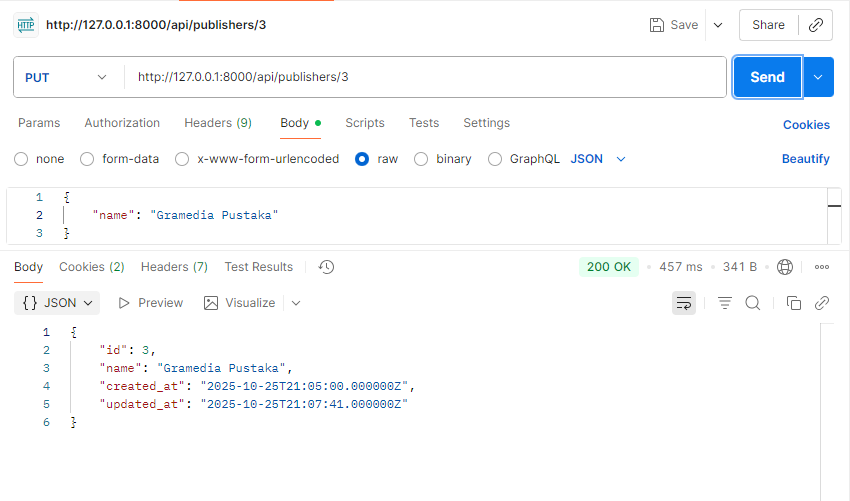 HTTP http://127.0.0.1:8000/api/publishers/3 Save Share
PUT http://127.0.0.1:8000/api/publishers/3 Send
Params Authorization Headers (9) Body Scripts Tests Settings Cookies
none form-data x-www-form-urlencoded raw binary GraphQL JSON Beautify
1 {
2 "name": "Gramedia Pustaka"
3 }
Body Cookies (2) Headers (7) Test Results 200 OK • 457 ms • 341 B •
{} JSON Preview Visualize
1 {
2 "id": 3,
3 "name": "Gramedia Pustaka",
4 "created_at": "2025-10-25T21:05:00.000000Z",
5 "updated_at": "2025-10-25T21:07:41.000000Z"
6 }